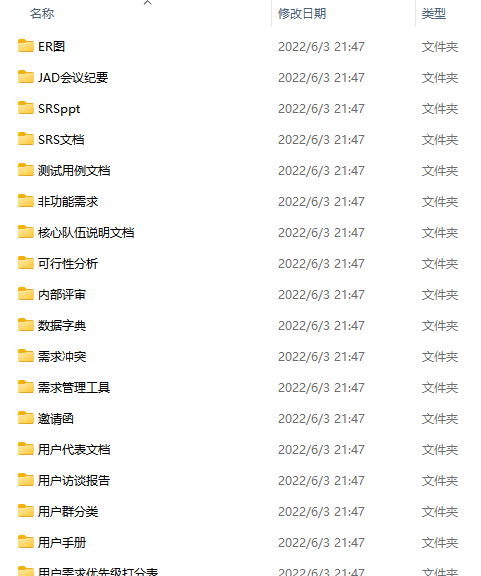 名称 修改日期 类型
ER图 2022/6/3 21:47 文件夹
JAD会议纪要 2022/6/3 21:47 文件夹
SRSppt 2022/6/3 21:47 文件夹
SRS文档 2022/6/3 21:47 文件夹
测试用例文档 2022/6/3 21:47 文件夹
非功能需求 2022/6/3 21:47 文件夹
核心队伍说明文档 2022/6/3 21:47 文件夹
可行性分析 2022/6/3 21:47 文件夹
内部评审 2022/6/3 21:47 文件夹
数据字典 2022/6/3 21:47 文件夹
需求冲突 2022/6/3 21:47 文件夹
需求管理工具 2022/6/3 21:47 文件夹
邀请函 2022/6/3 21:47 文件夹
用户代表文档 2022/6/3 21:47 文件夹
用户访谈报告 2022/6/3 21:47 文件夹
用户群分类 2022/6/3 21:47 文件夹
用户手册 2022/6/3 21:47 文件夹
用户需求优先级打分表 2022/6/3 21:47 文件夹